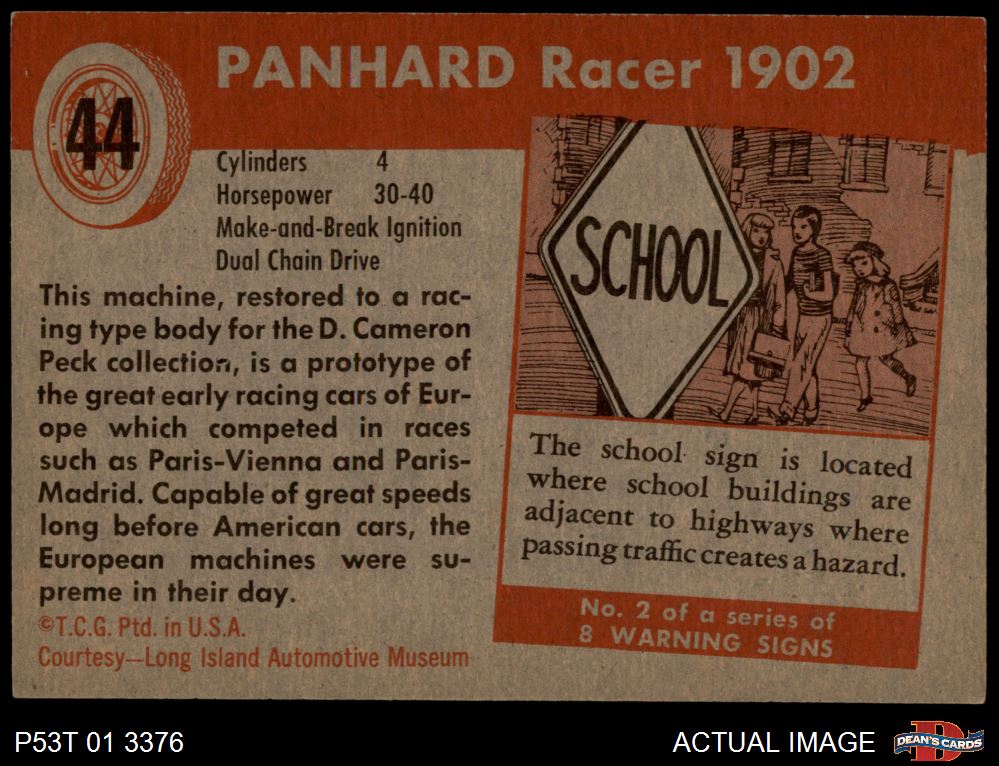 PANHARD Racer 1902
44
Cylinders 4
Horsepower 30-40
Make-and-Break Ignition
Dual Chain Drive
This machine, restored to a rac-
ing type body for the D. Cameron
Peck collection, is a prototype of
the great early racing cars of Eur-
ope which competed in races
such as Paris-Vienna and Paris-
Madrid. Capable of great speeds
long before American cars, the
European machines were su-
preme in their day.
©T.C.G. Ptd. in U.S.A.
Courtesy—Long Island Automotive Museum
SCHOOL
The school sign is located
where school buildings are
adjacent to highways where
passing traffic creates a hazard.
No. 2 of a series of
8 WARNING SIGNS
P53T 01 3376
ACTUAL IMAGE
DEAN'S CARDS